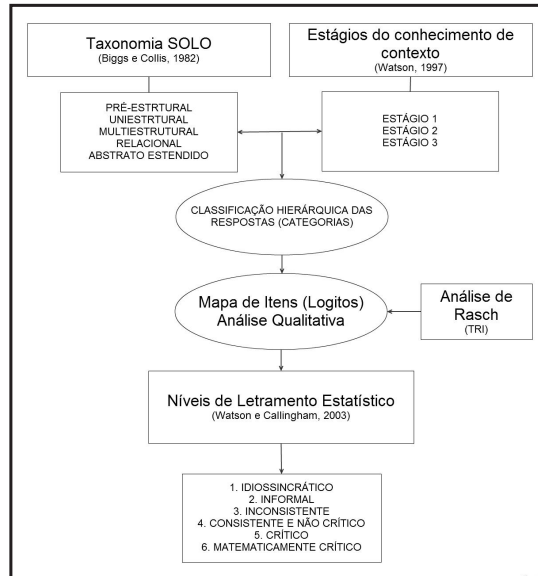 Taxonomia SOLO
(Biggs e Collis, 1982)
Estágios do conhecimento de
contexto
(Watson, 1997)
PRÉ-ESTRTURAL
UNIESTRTURAL
MULTIESTRUTURAL
RELACIONAL
ABSTRATO ESTENDIDO
ESTÁGIO 1
ESTÁGIO 2
ESTÁGIO 3
CLASSIFICAÇÃO HIERÁRQUICA DAS
RESPOSTAS (CATEGORIAS)
Mapa de Itens (Logitos)
Análise Qualitativa
Análise de
Rasch
(TRI)
Níveis de Letramento Estatístico
(Watson e Callingham, 2003)
1. IDIOSSINCRÁTICO
2. INFORMAL
3. INCONSISTENTE
4. CONSISTENTE E NÃO CRÍTICO
5. CRÍTICO
6. MATEMATICAMENTE CRÍTICO